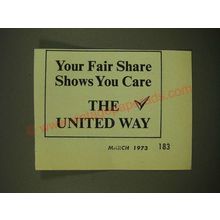 Your Fair Share
Shows You Care
THE
UNITED WAY
MARCH 1973 183